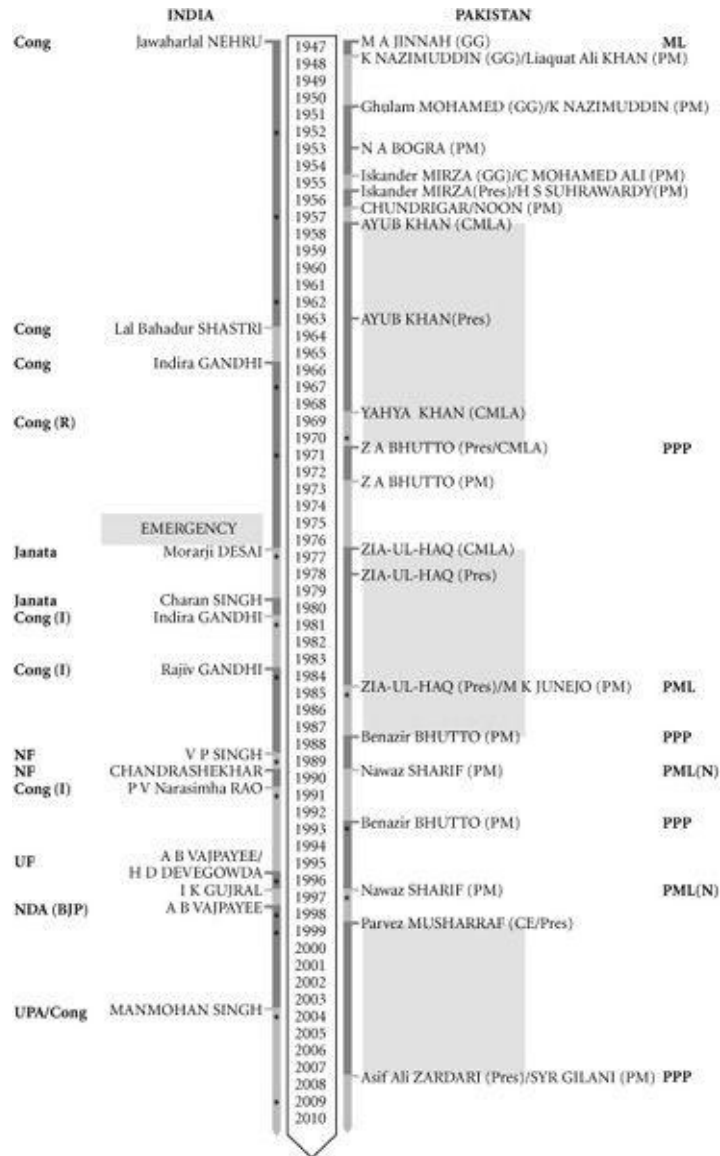 INDIA
Cong Jawaharlal NEHRU
Cong Lal Bahadur SHASTRI
Cong Indira GANDHI
Cong (R)
EMERGENCY
Janata Morarji DESAI
Janata Charan SINGH
Cong (I) Indira GANDHI
Cong (I) Rajiv GANDHI
NF V P SINGH
NF CHANDRASHEKHAR
Cong (I) P V Narasimha RAO
UF A B VAJPAYEE/
H D DEVEGOWDA
I K GUJRAL
NDA (BJP) A B VAJPAYEE
UPA/Cong MANMOHAN SINGH
1947
1948
1949
1950
1951
1952
1953
1954
1955
1956
1957
1958
1959
1960
1961
1962
1963
1964
1965
1966
1967
1968
1969
1970
1971
1972
1973
1974
1975
1976
1977
1978
1979
1980
1981
1982
1983
1984
1985
1986
1987
1988
1989
1990
1991
1992
1993
1994
1995
1996
1997
1998
1999
2000
2001
2002
2003
2004
2005
2006
2007
2008
2009
2010
PAKISTAN
M A JINNAH (GG) ML
K NAZIMUDDIN (GG)/Liaquat Ali KHAN (PM)
Ghulam MOHAMED (GG)/K NAZIMUDDIN (PM)
N A BOGRA (PM)
Iskander MIRZA (GG)/C MOHAMED ALI (PM)
Iskander MIRZA(Pres)/H S SUHRAWARDY(PM)
CHUNDRIGAR/NOON (PM)
AYUB KHAN (CMLA)
AYUB KHAN(Pres)
YAHYA KHAN (CMLA)
Z A BHUTTO (Pres/CMLA) PPP
Z A BHUTTO (PM)
ZIA-UL-HAQ (CMLA)
ZIA-UL-HAQ (Pres)
ZIA-UL-HAQ (Pres)/M K JUNEJO (PM) PML
Benazir BHUTTO (PM) PPP
Nawaz SHARIF (PM) PML(N)
Benazir BHUTTO (PM) PPP
Nawaz SHARIF (PM) PML(N)
Parvez MUSHARRAF (CE/Pres)
Asif Ali ZARDARI (Pres)/SYR GILANI (PM) PPP